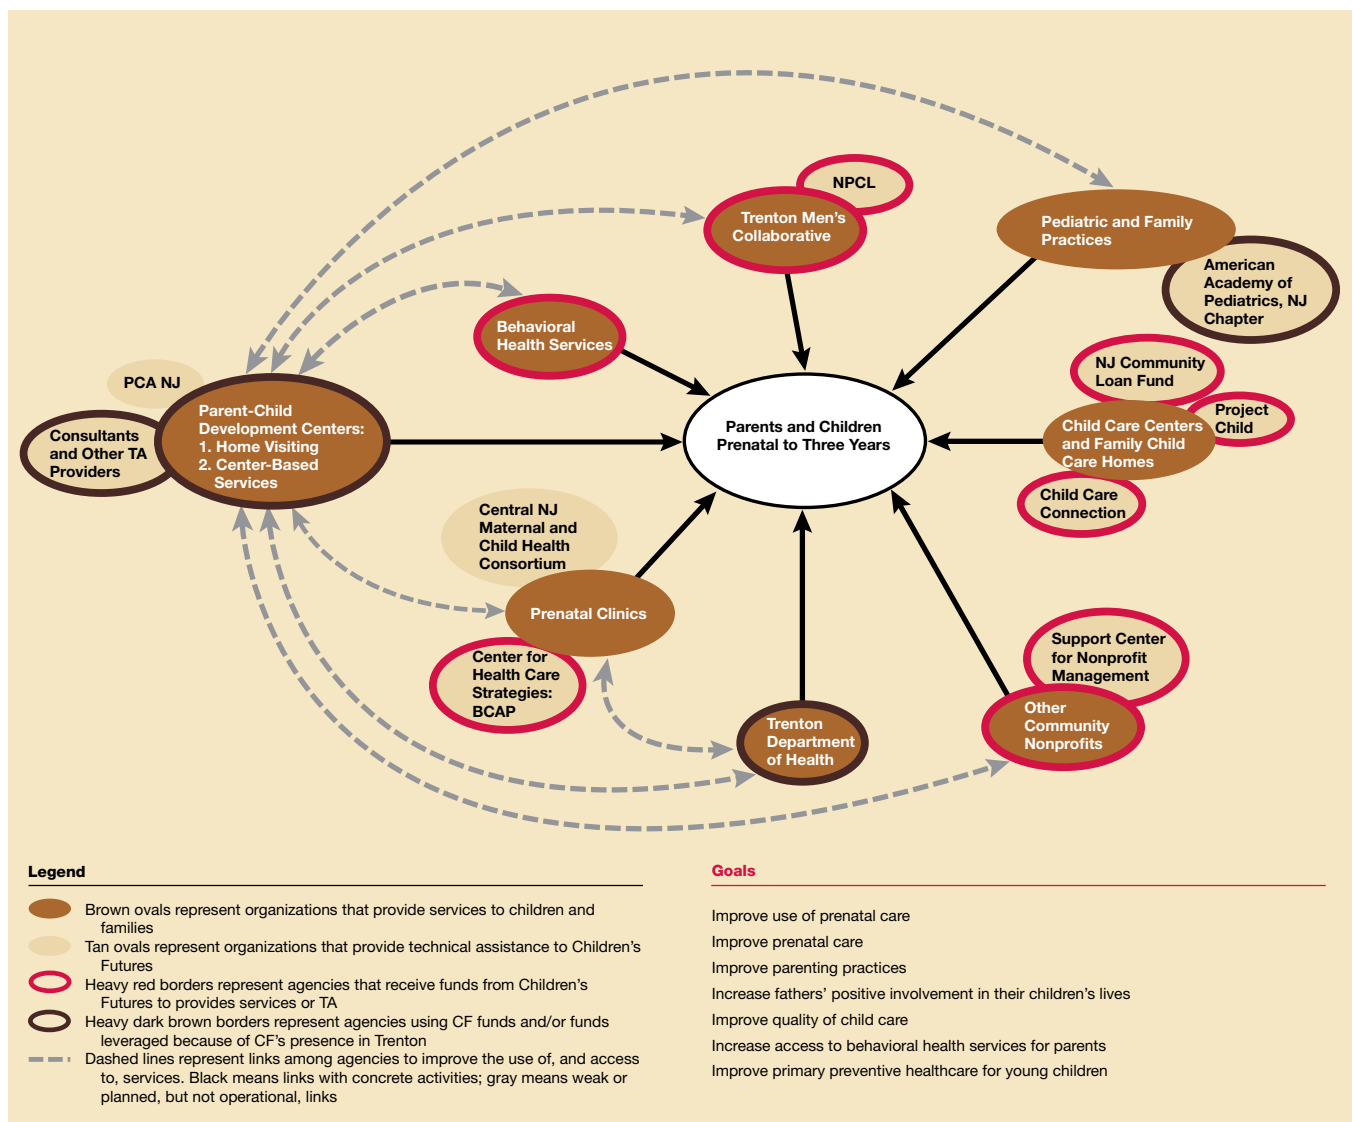 NPCL
Trenton Men's
Collaborative
Pediatric and Family
Practices
American
Academy of
Pediatrics, NJ
Chapter
Behavioral
Health Services
NJ Community
Loan Fund
PCA NJ
Project
Child
Parent-Child
Development Centers:
1. Home Visiting
2. Center-Based
Services
Consultants
and Other TA
Providers
Parents and Children
Prenatal to Three Years
Child Care Centers
and Family Child
Care Homes
Child Care
Connection
Central NJ
Maternal and
Child Health
Consortium
Prenatal Clinics
Center for
Health Care
Strategies:
BCAP
Support Center
for Nonprofit
Management
Trenton
Department
of Health
Other
Community
Nonprofits
Legend
Brown ovals represent organizations that provide services to children and
families
Tan ovals represent organizations that provide technical assistance to Children's
Futures
Heavy red borders represent agencies that receive funds from Children's
Futures to provides services or TA
Heavy dark brown borders represent agencies using CF funds and/or funds
leveraged because of CF's presence in Trenton
Dashed lines represent links among agencies to improve the use of, and access
to, services. Black means links with concrete activities; gray means weak or
planned, but not operational, links
Goals
Improve use of prenatal care
Improve prenatal care
Improve parenting practices
Increase fathers' positive involvement in their children's lives
Improve quality of child care
Increase access to behavioral health services for parents
Improve primary preventive healthcare for young children